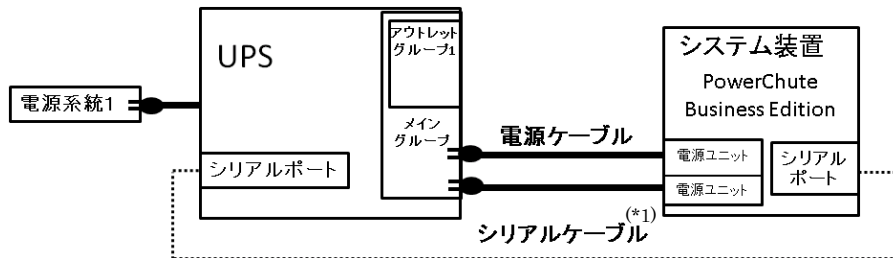 電源系統1
UPS
アウトレット
グループ1
メイン
グループ
シリアルポート
電源ケーブル
シリアルケーブル(*1)
システム装置
PowerChute
Business Edition
電源ユニット
電源ユニット
シリアル
ポート